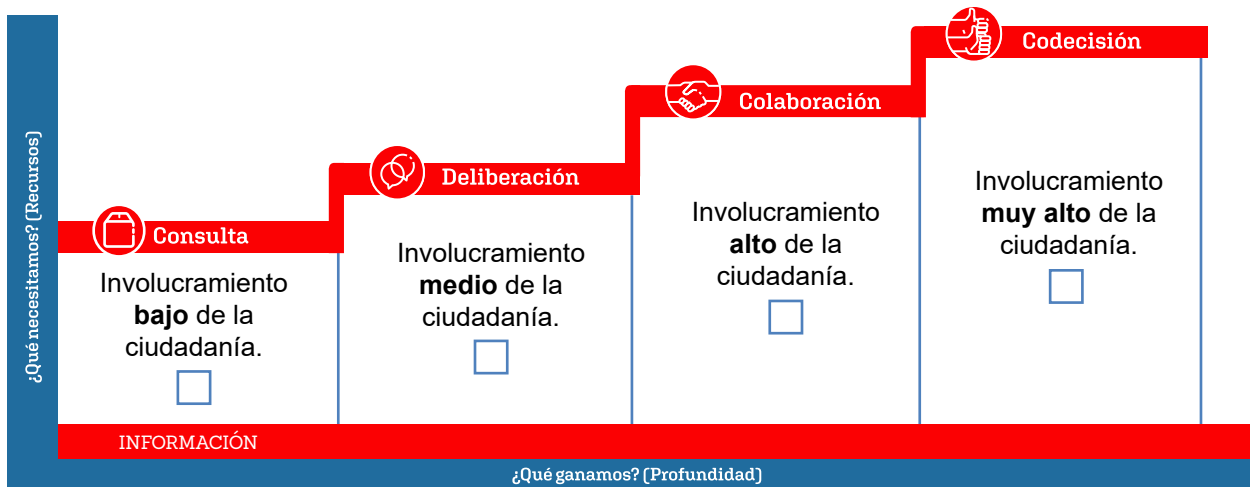 ¿Qué necesitamos? (Recursos)
Consulta
Involucramiento
bajo de la
ciudadanía.
Deliberación
Involucramiento
medio de la
ciudadanía.
Colaboración
Involucramiento
alto de la
ciudadanía.
Codecisión
Involucramiento
muy alto de la
ciudadanía.
INFORMACIÓN
¿Qué ganamos? (Profundidad)